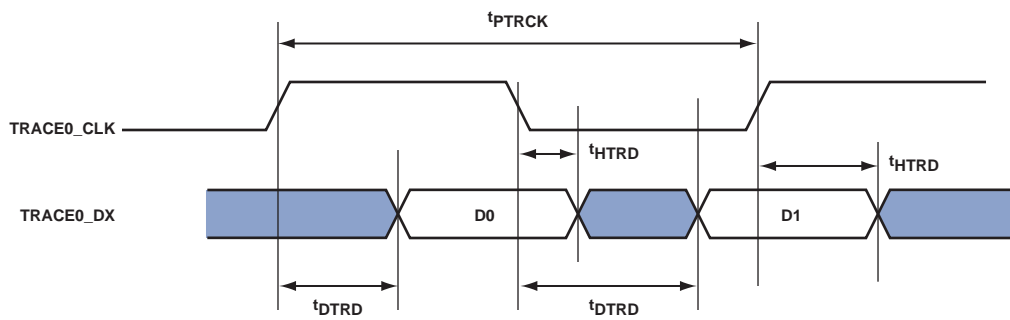 tPTRCK
TRACE0_CLK
tHTRD
tHTRD
TRACE0_DX
D0
D1
tDTRD
tDTRD